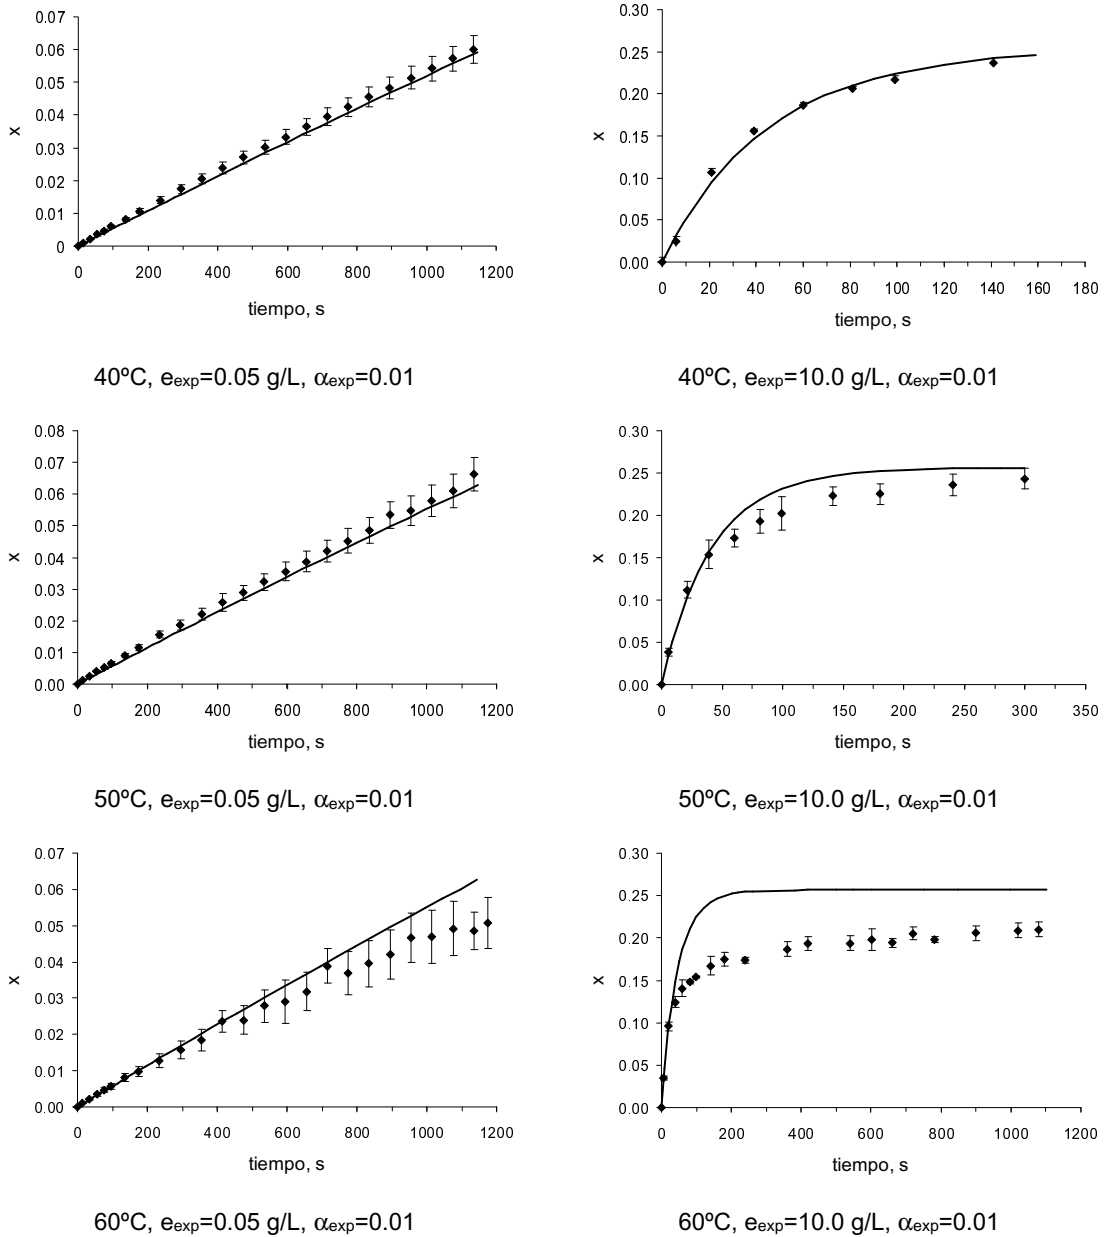 0.07
0.06
0.05
0.04
0.03
0.02
0.01
0
x
0 200 400 600 800 1000 1200
tiempo, s
40ºC, eexp=0.05 g/L, αexp=0.01
0.30
0.25
0.20
0.15
0.10
0.05
0.00
x
0 20 40 60 80 100 120 140 160 180
tiempo, s
40ºC, eexp=10.0 g/L, αexp=0.01
0.08
0.07
0.06
0.05
0.04
0.03
0.02
0.01
0.00
x
0 200 400 600 800 1000 1200
tiempo, s
50ºC, eexp=0.05 g/L, αexp=0.01
0.30
0.25
0.20
0.15
0.10
0.05
0.00
x
0 50 100 150 200 250 300 350
tiempo, s
50ºC, eexp=10.0 g/L, αexp=0.01
0.07
0.06
0.05
0.04
0.03
0.02
0.01
0.00
x
0 200 400 600 800 1000 1200
tiempo, s
60ºC, eexp=0.05 g/L, αexp=0.01
0.30
0.25
0.20
0.15
0.10
0.05
0.00
x
0 200 400 600 800 1000 1200
tiempo, s
60ºC, eexp=10.0 g/L, αexp=0.01